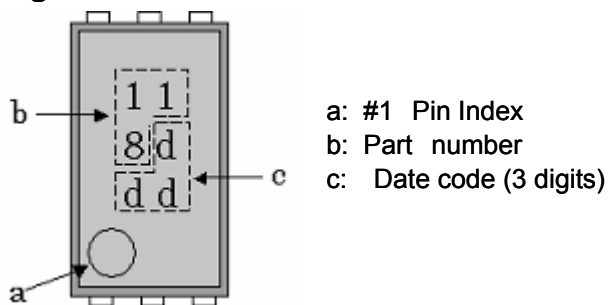 1 1
b
8 d
c
d d
a
a: #1 Pin Index
b: Part number
c: Date code (3 digits)